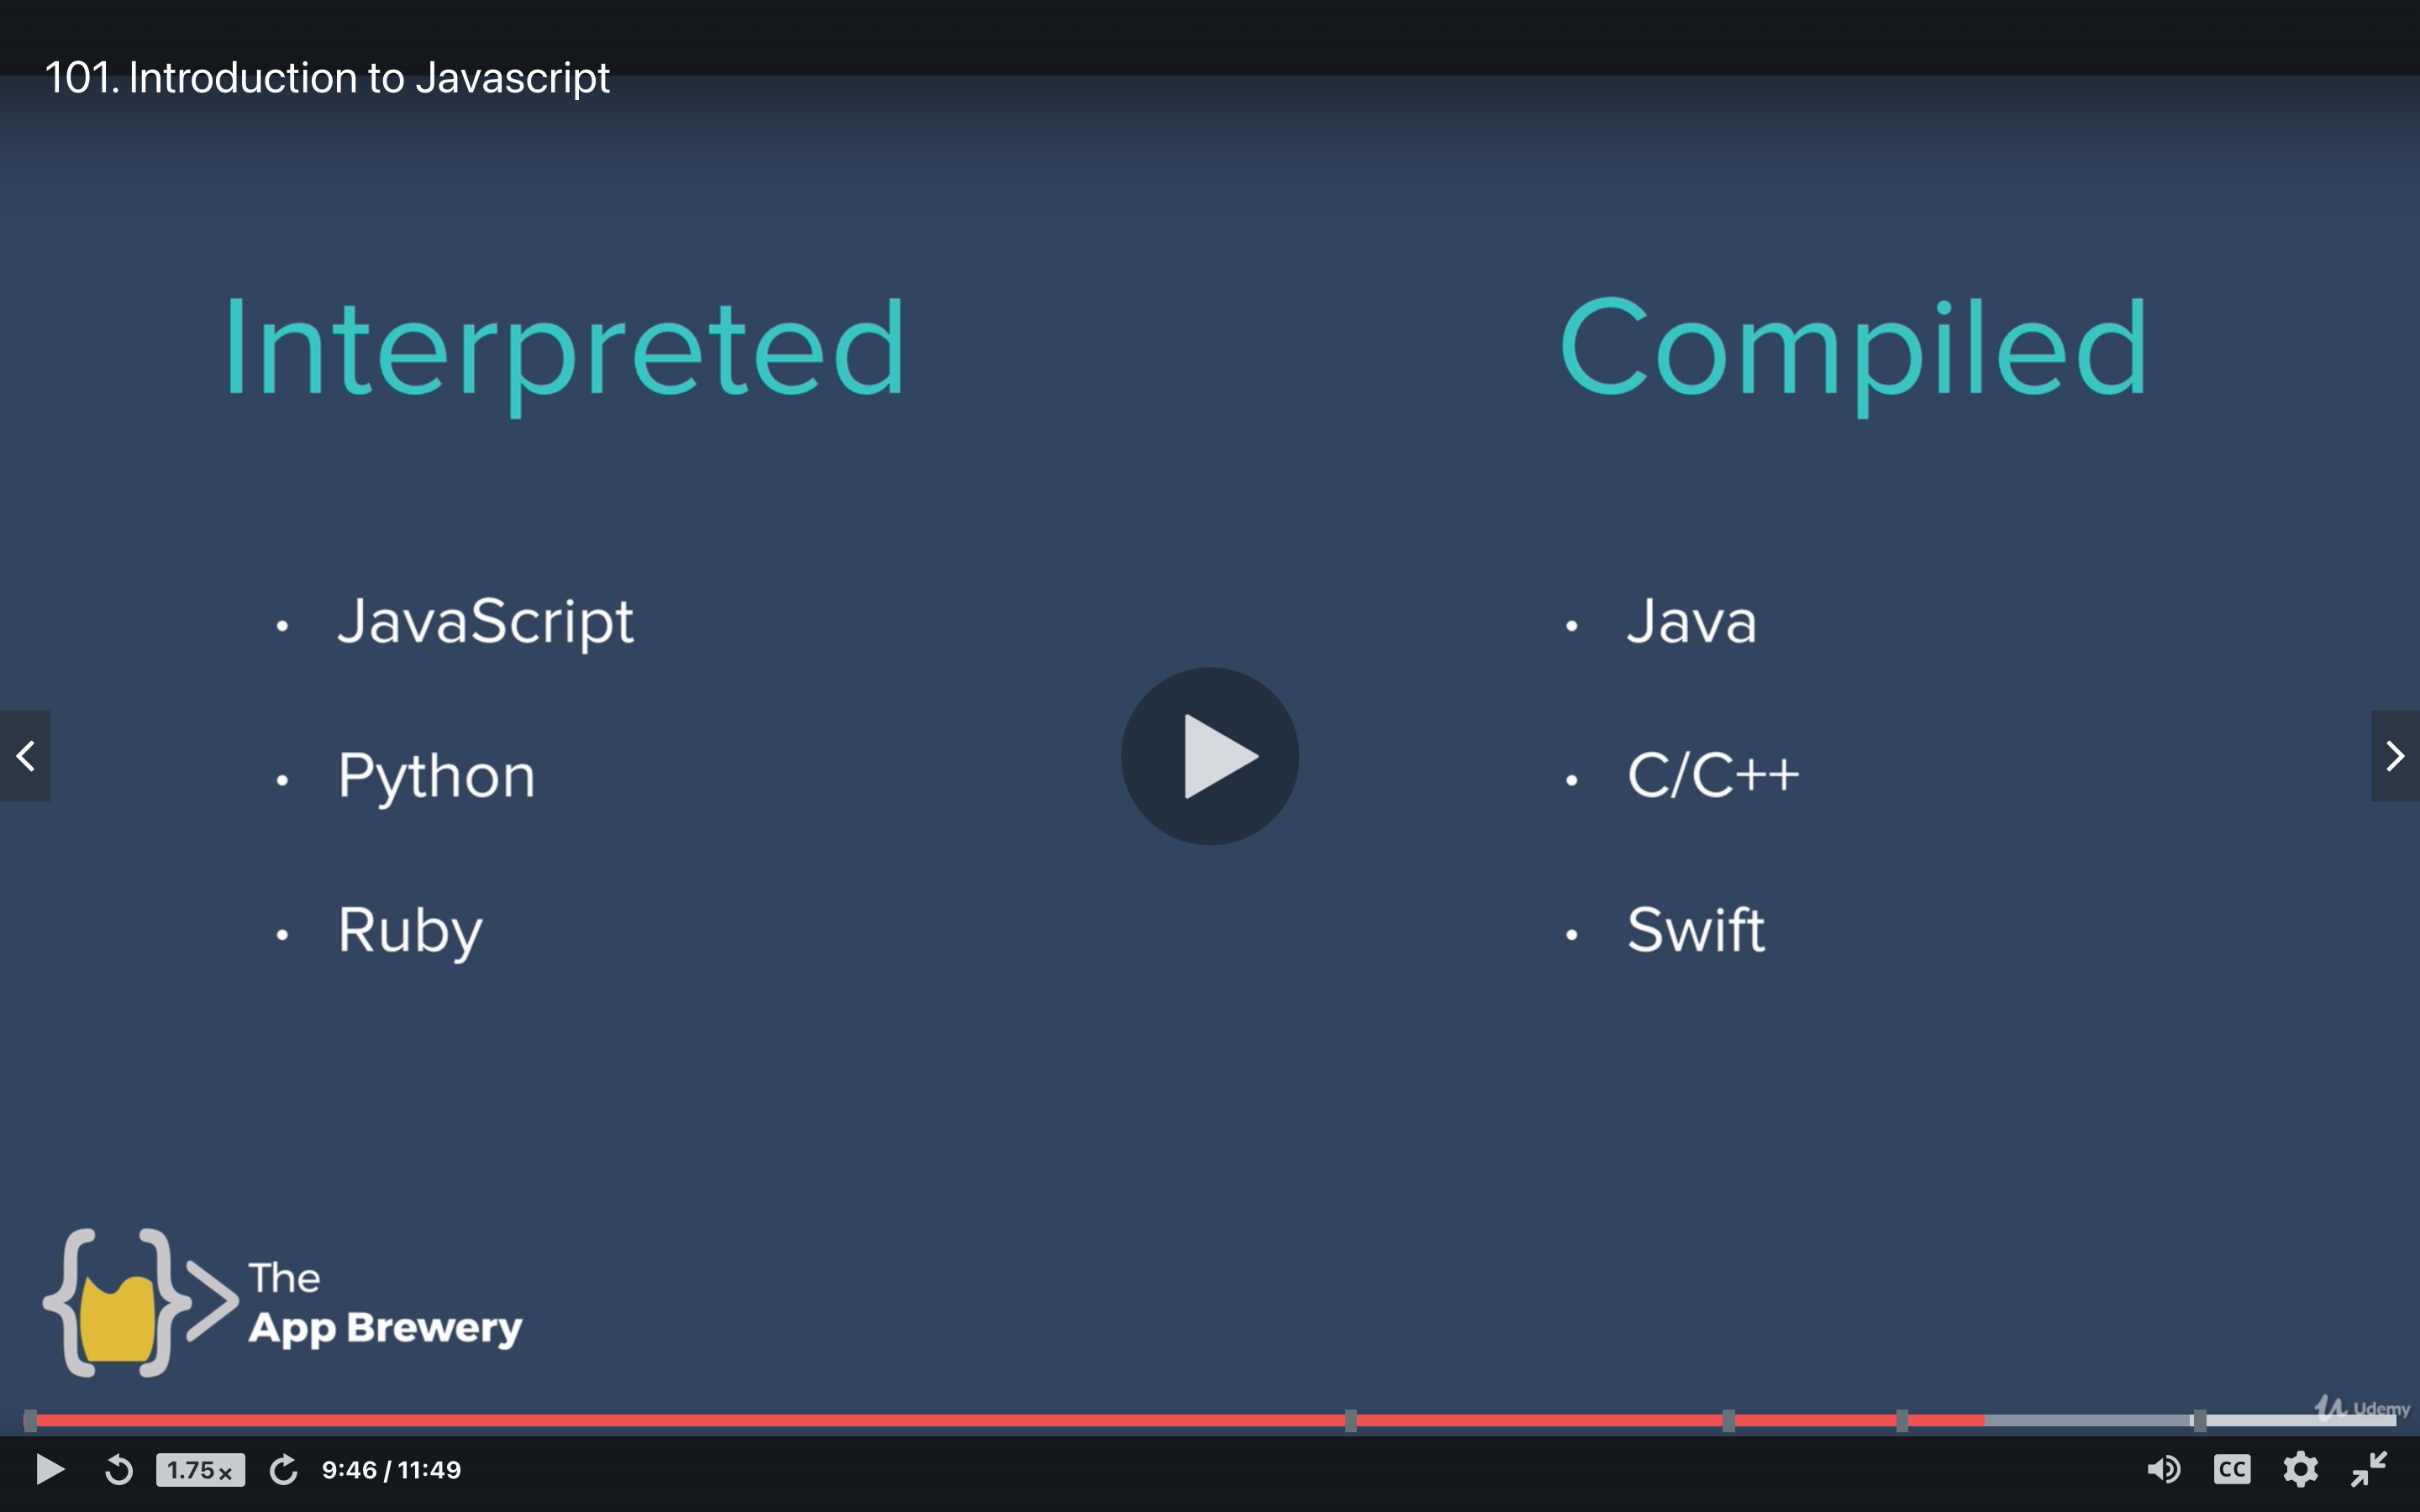 101. Introduction to Javascript
Interpreted
Compiled
• JavaScript
• Java
• Python
• C/C++
• Ruby
• Swift
The
App Brewery
Udemy
1.75x
9:46 / 11:49
CC